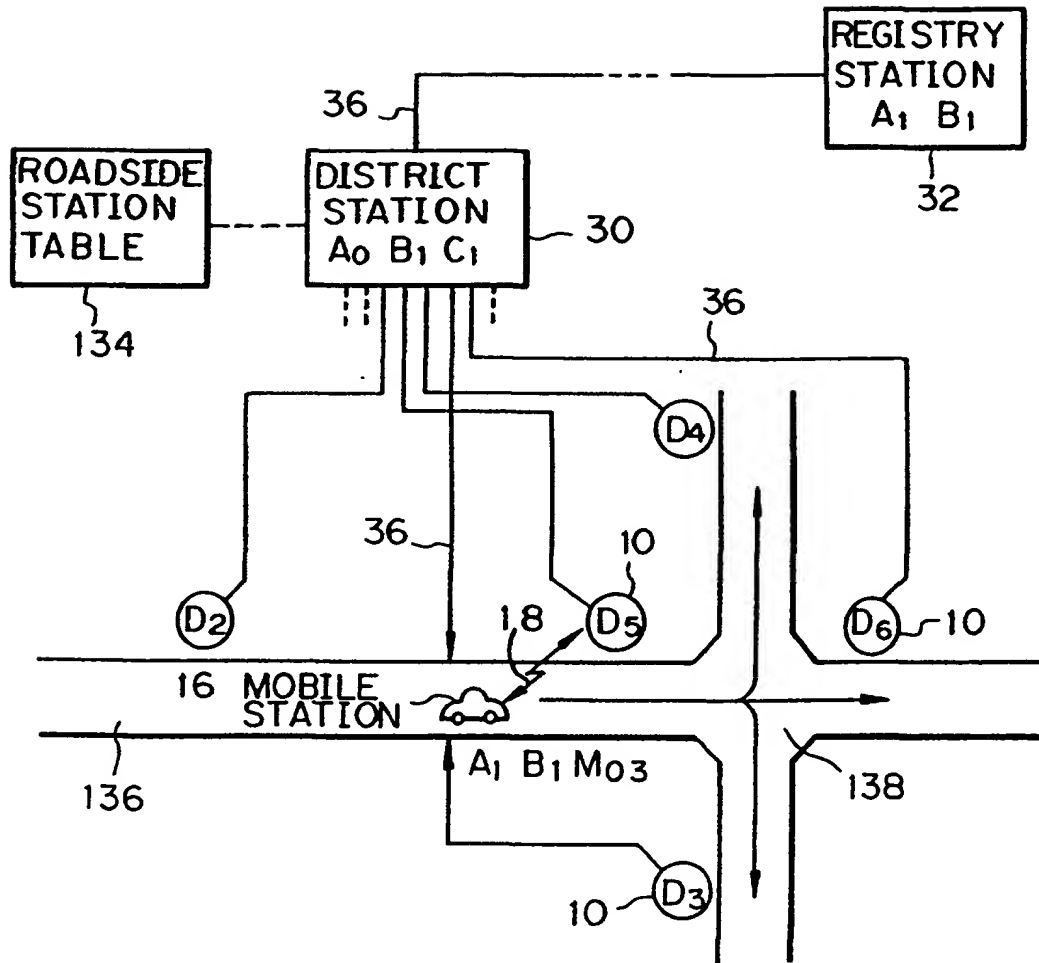 REGISTRY
STATION
A1 B1
32
36
ROADSIDE
STATION
TABLE
134
DISTRICT
STATION
A0 B1 C1
30
36
D4
36
10
D2
18
D5
D6
10
16 MOBILE
STATION
A1 B1 M03
136
138
10
D3